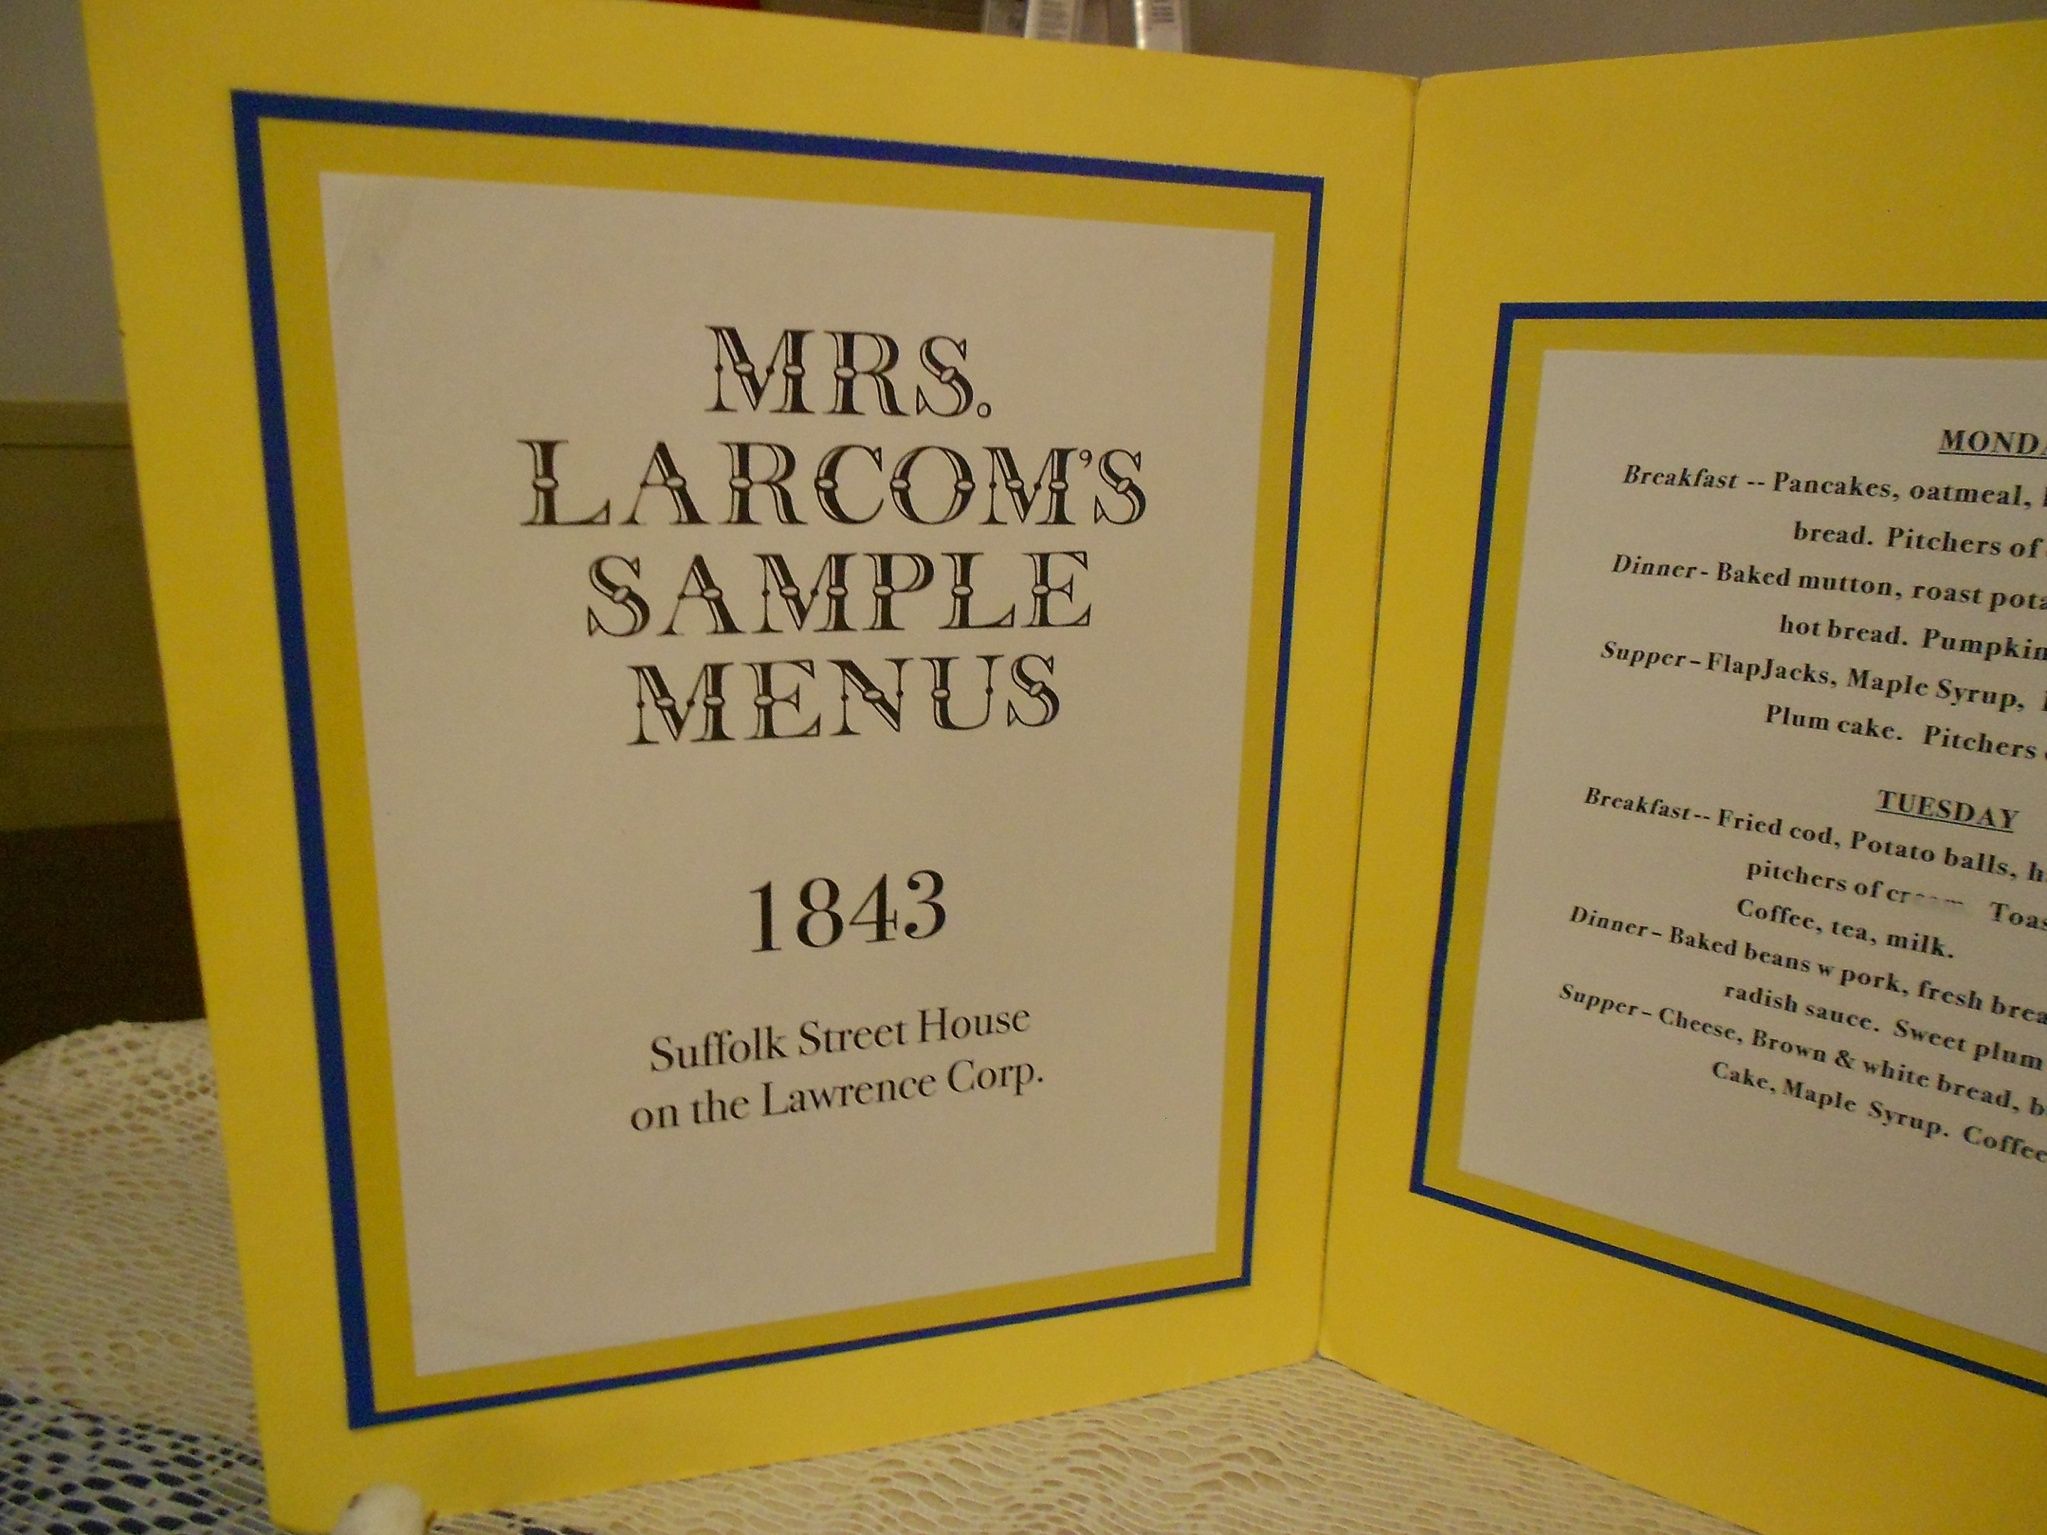 MRS.
LARCOM'S
SAMPLE
MENUS
1843
Suffolk Street House
on the Lawrence Corp.
Breakfast -- Pancakes, oatmeal,
bread. Pitchers of
Dinner- Baked mutton, roast
hot bread. Pumpkin
Supper- FlapJacks, Maple Syrup,
Plum cake. Pitchers
TUESDAY
Breakfast-- Fried cod, Potato balls,
pitchers of
Coffee, tea, milk.
Dinner- Baked beans w pork, fresh
radish sauce. Sweet plum
Supper- Cheese, Brown & white bread,
Cake, Maple Syrup. Coffee